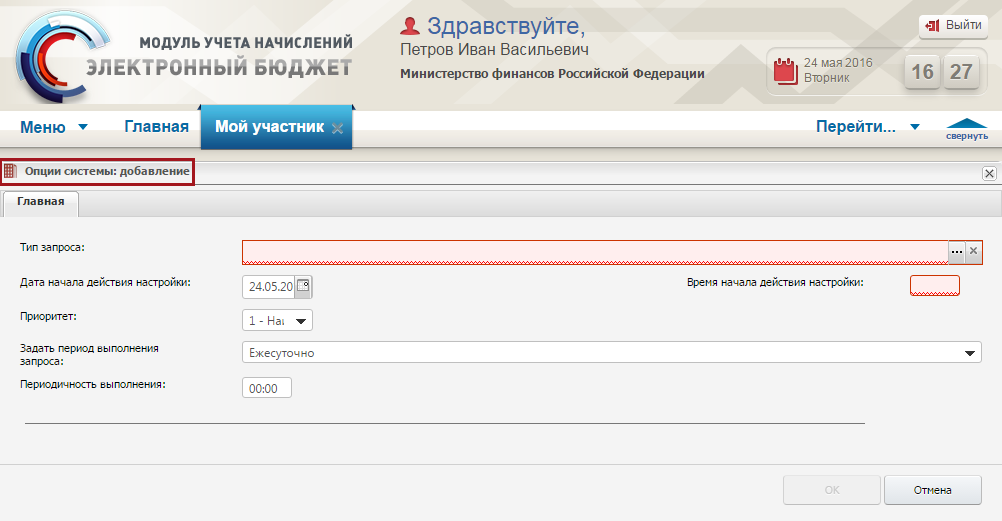 МОДУЛЬ УЧЕТА НАЧИСЛЕНИЙ
ЭЛЕКТРОННЫЙ БЮДЖЕТ
Здравствуйте,
Петров Иван Васильевич
Министерство финансов Российской Федерации
Выйти
24 мая 2016
Вторник
16 27
Меню Главная Мой участник Перейти... свернуть
Опции системы: добавление
Главная
Тип запроса:
Дата начала действия настройки: 24.05.20 Время начала действия настройки:
Приоритет: 1 - Наи
Задать период выполнения
запроса: Ежесуточно
Периодичность выполнения: 00:00
OK Отмена